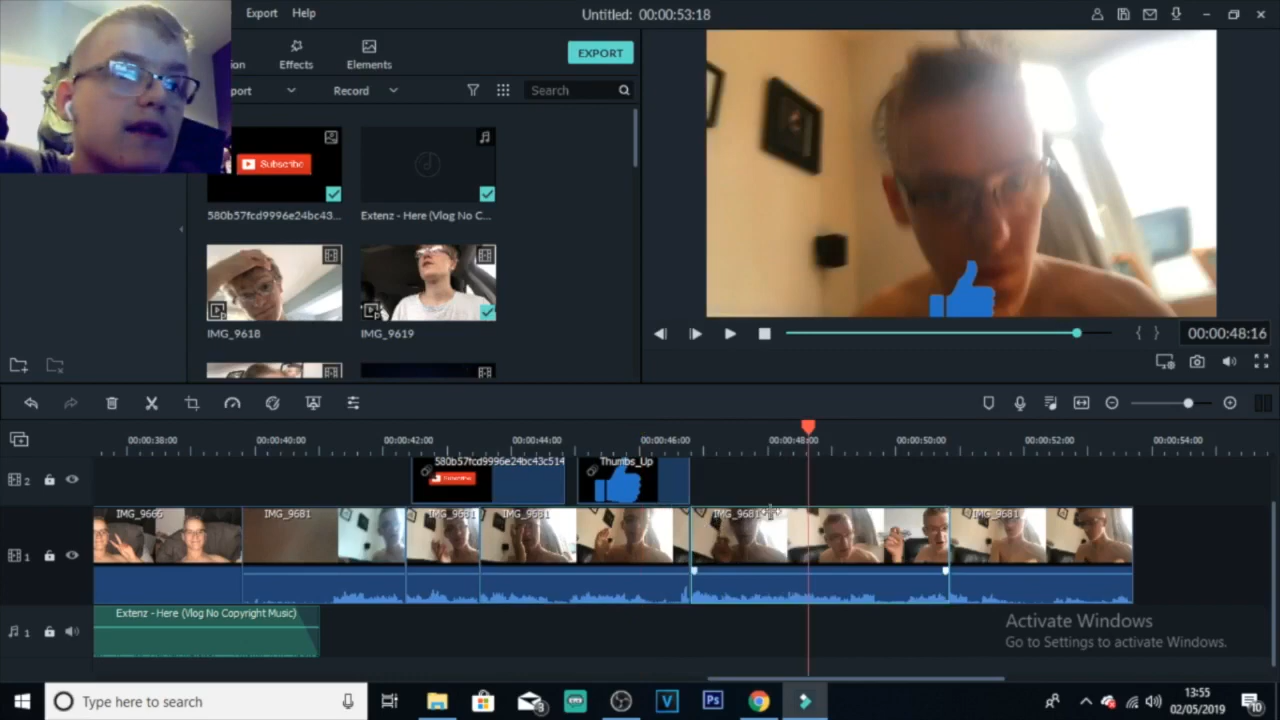 Export Help Untitled: 00:00:53:18
Effects Elements EXPORT
Record Search
Subscribe
580b57fcd9996e24bc43... Extenz - Here (Vlog No C...
IMG_9618 IMG_9619
00:00:48:16
00:00:38:00 00:00:40:00 00:00:42:00 00:00:44:00 00:00:46:00 00:00:48:00 00:00:50:00 00:00:52:00 00:00:54:00
580b57fcd9996e24bc43c514 Thumbs_Up
2
IMG_9681 IMG_9681 IMG_9681 IMG_9681 IMG_9681
1
Extenz - Here (Vlog No Copyright Music)
1
Activate Windows
Go to Settings to activate Windows.
Type here to search
13:55
02/05/2019